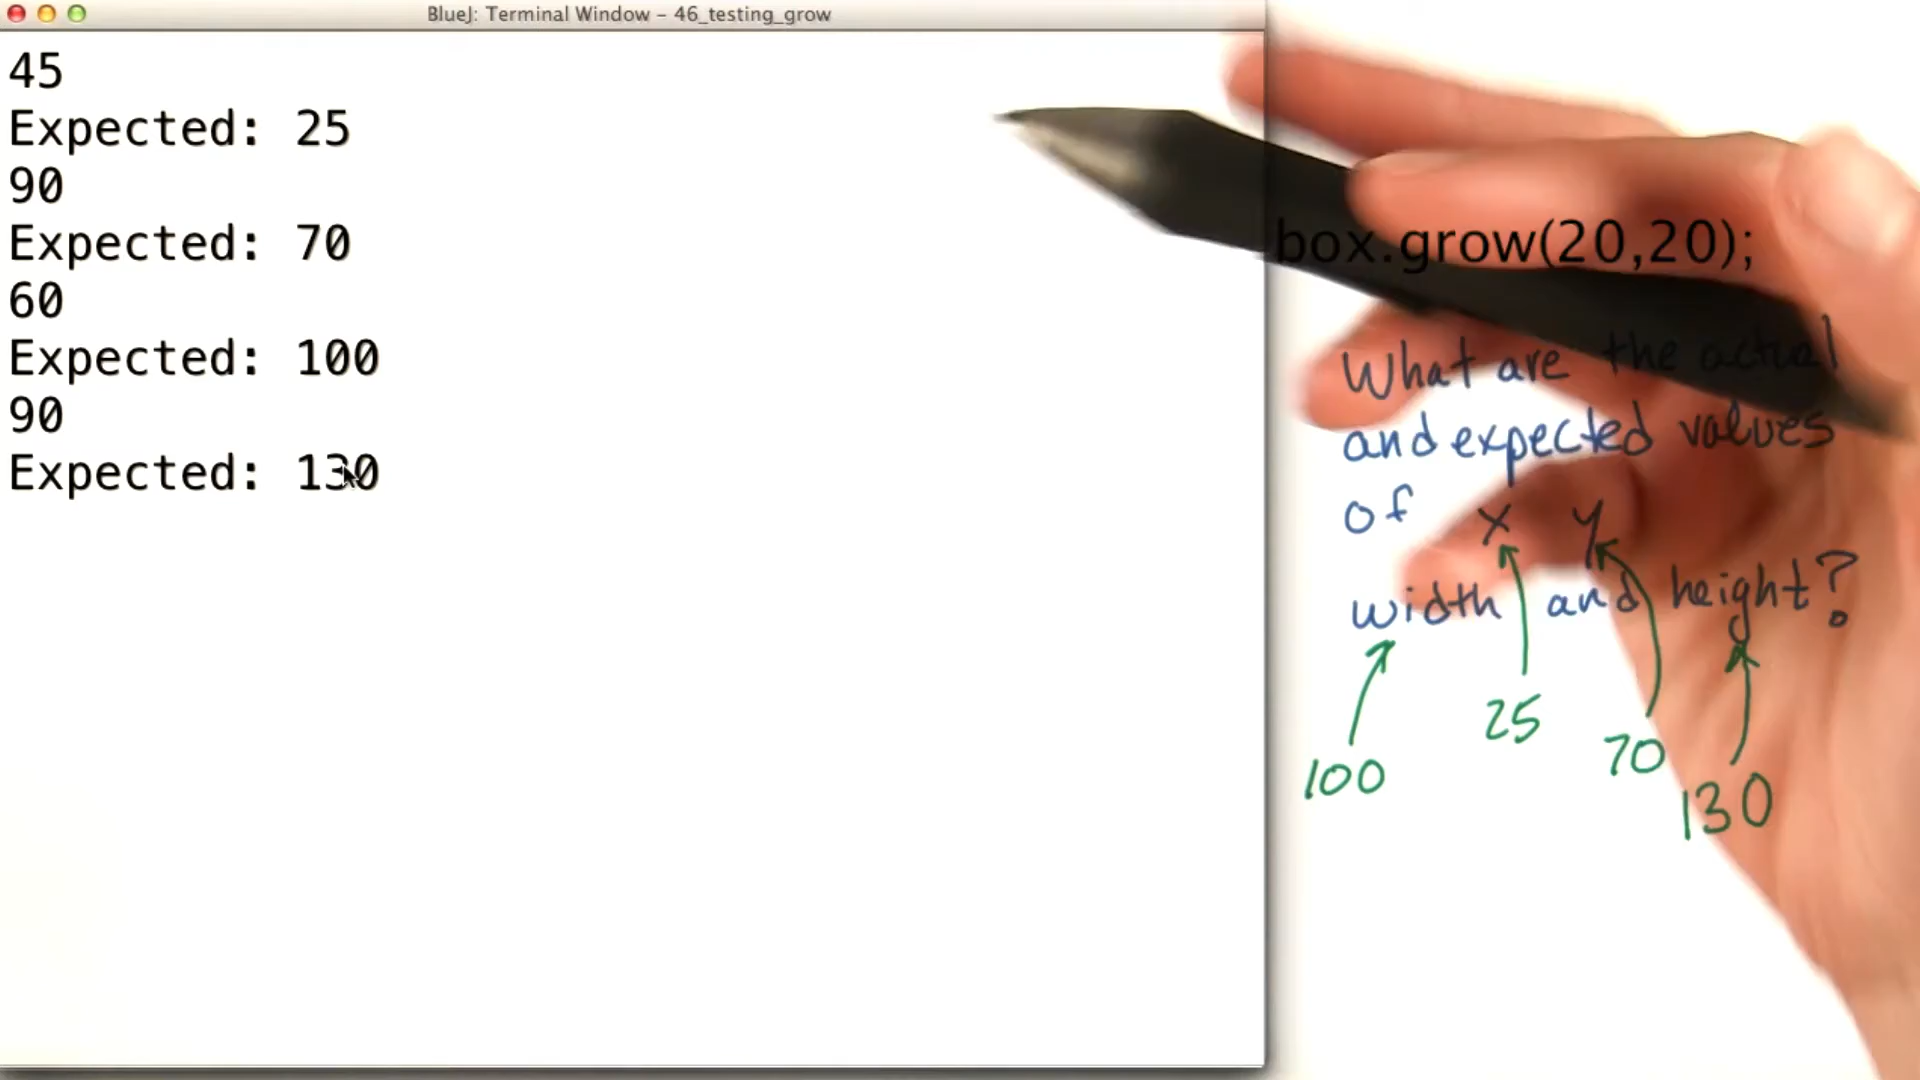 BlueJ: Terminal Window - 46_testing_grow
45
Expected: 25
90
Expected: 70
60
Expected: 100
90
Expected: 130
box.grow(20,20);
What are the actual
and expected values
of X Y
width and height?
25
70
100
130